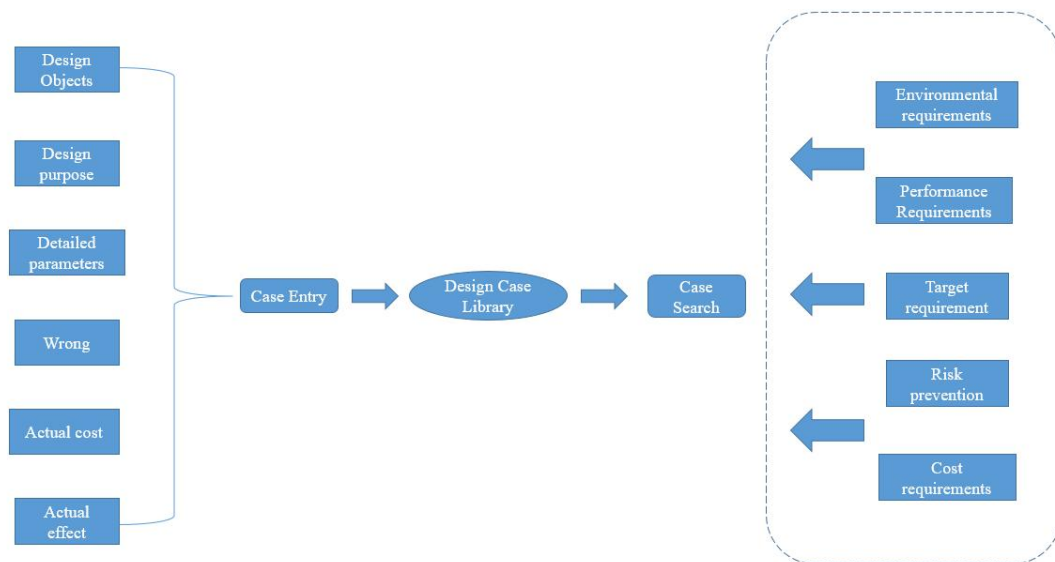 Design
Objects
Design
purpose
Detailed
parameters
Wrong
Actual cost
Actual
effect
Case Entry
Design Case
Library
Case
Search
Environmental
requirements
Performance
Requirements
Target
requirement
Risk
prevention
Cost
requirements